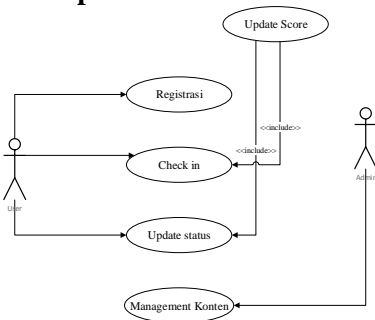 Update Score
Registrasi
<<include>>
<<include>>
Check in
Admin
User
Update status
Management Konten